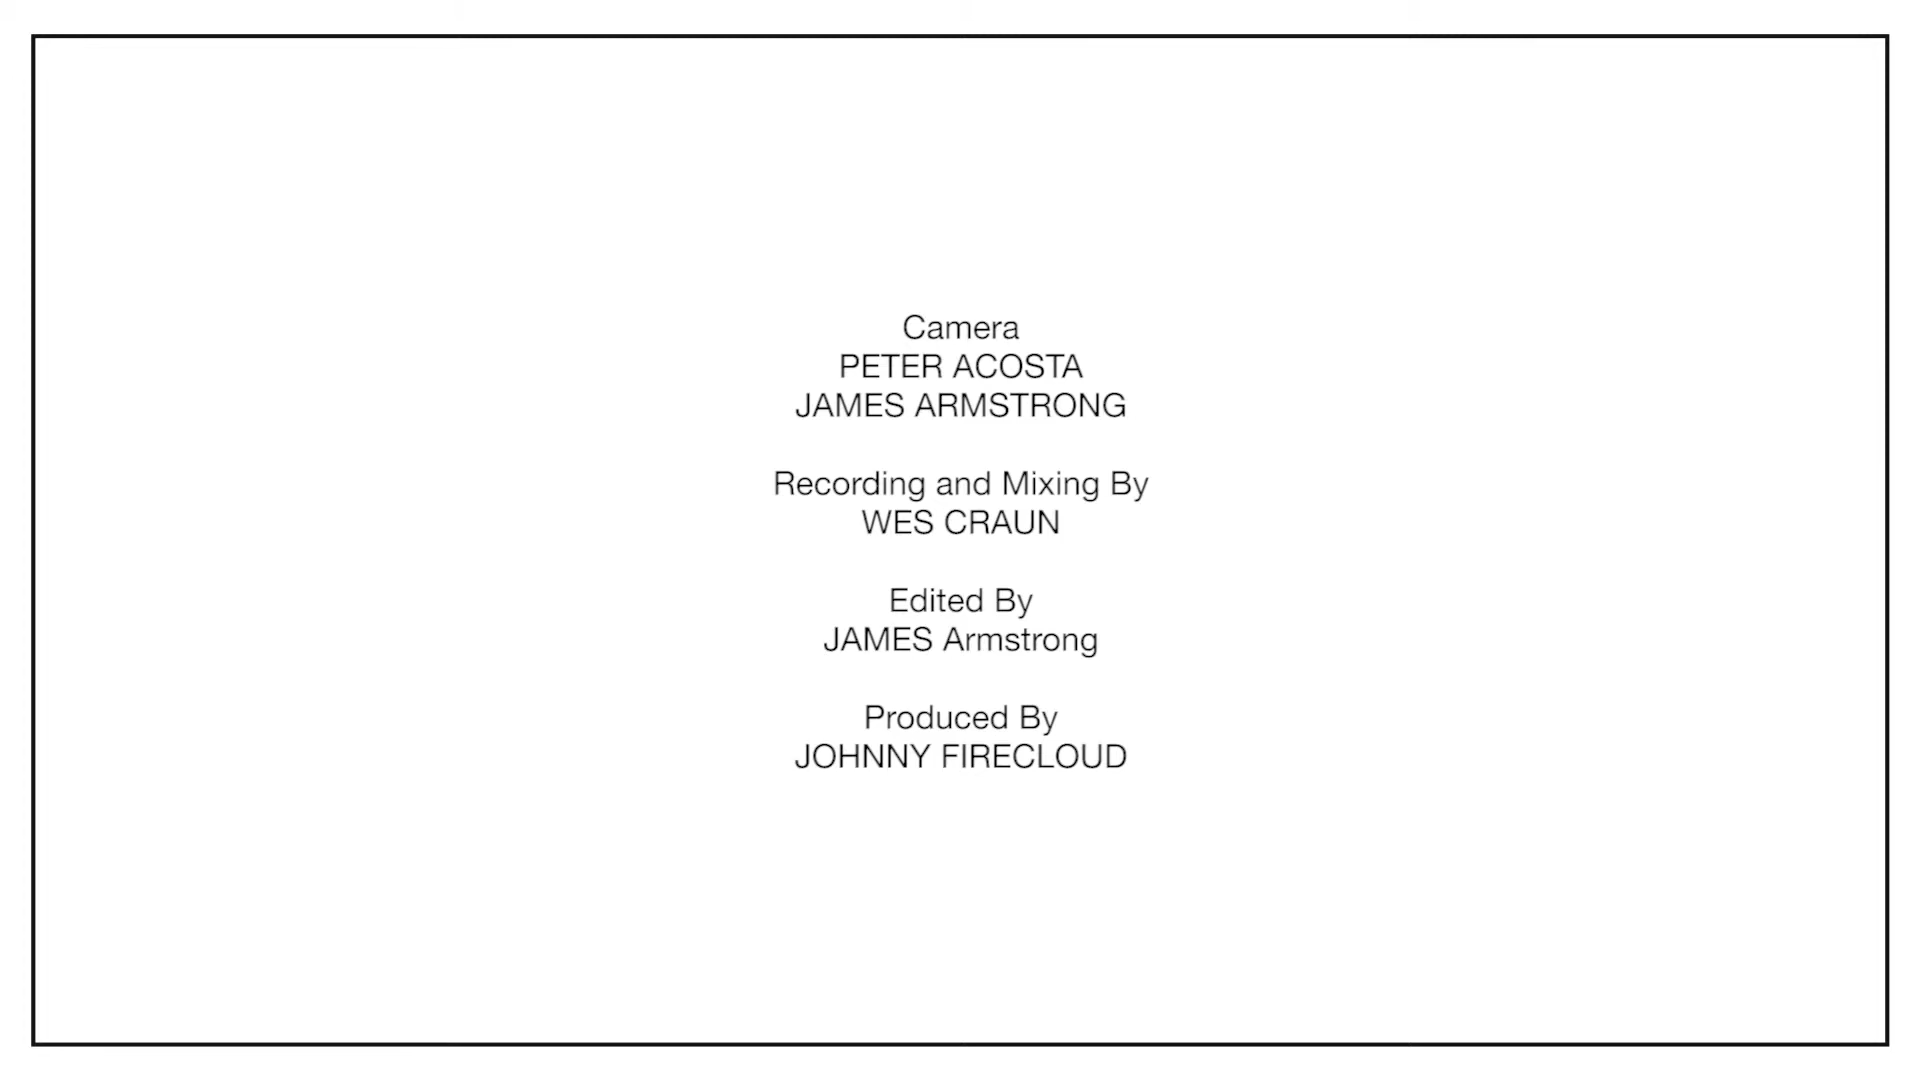 Camera
PETER ACOSTA
JAMES ARMSTRONG
Recording and Mixing By
WES CRAUN
Edited By
JAMES Armstrong
Produced By
JOHNNY FIRECLOUD